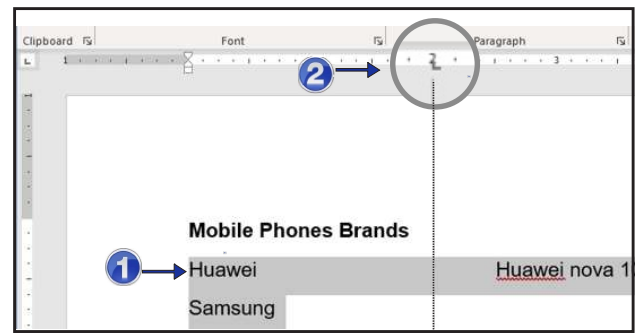 Clipboard Font Paragraph
L 1 2 3
2
Mobile Phones Brands
1 Huawei Huawei nova 1
Samsung